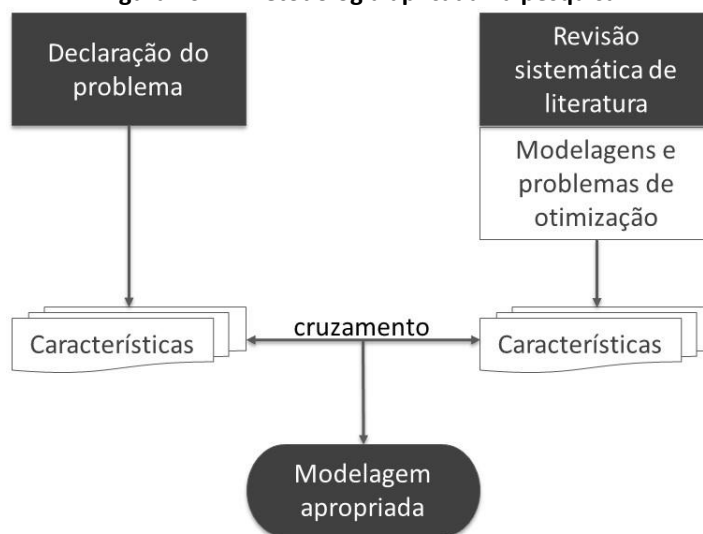 Declaração do
problema
Revisão
sistemática de
literatura
Modelagens e
problemas de
otimização
Características
cruzamento
Características
Modelagem
apropriada